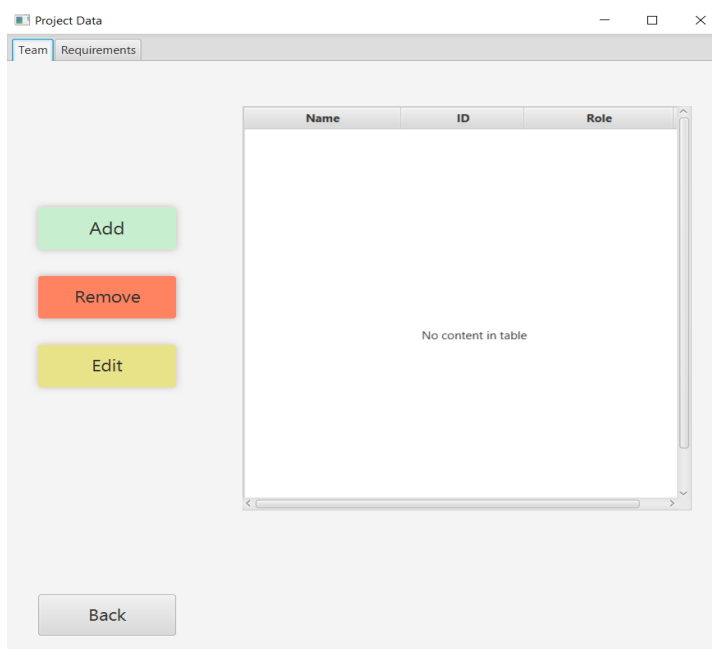 Project Data
Team Requirements
Name ID Role
Add
Remove
No content in table
Edit
Back